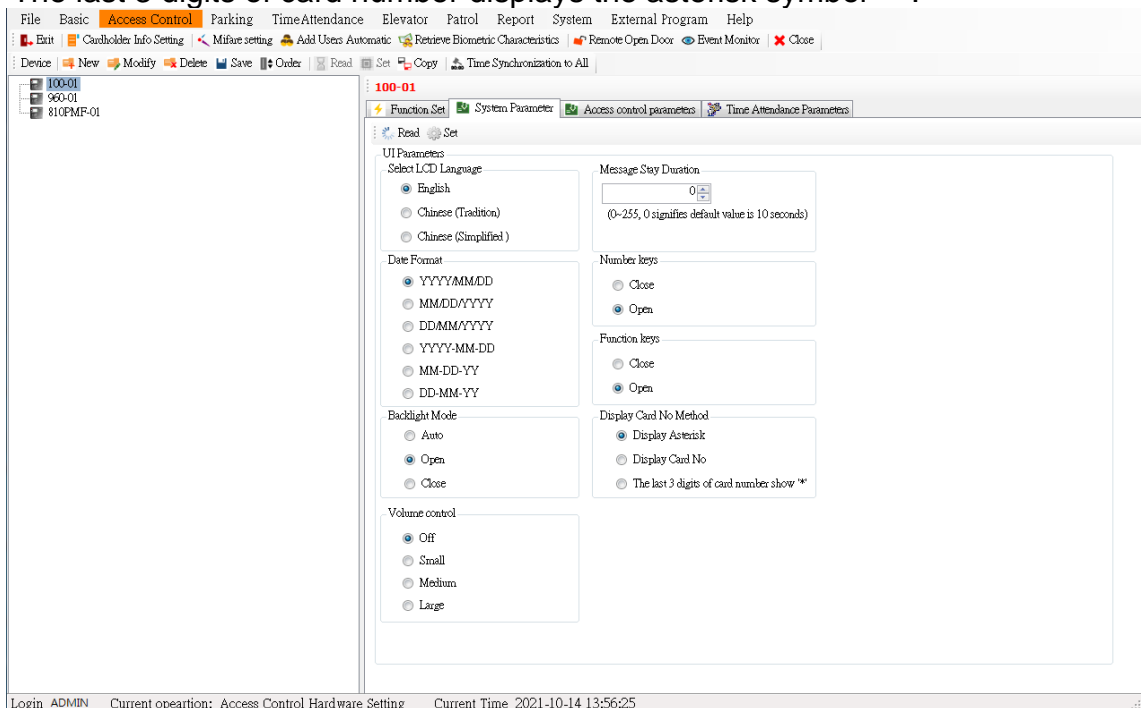 The last 3 digits of card number displays the asterisk symbol "*".
File Basic Access Control Parking TimeAttendance Elevator Patrol Report System External Program Help
Exit Cardholder Info Setting Mifare setting Add Users Automatic Retrieve Biometric Characteristics Remote Open Door Event Monitor Close
Device New Modify Delete Save Order Read Set Copy Time Synchronization to All
100-01
960-01
810PMF-01
100-01
Function Set System Parameter Access control parameters Time Attendance Parameters
Read Set
UI Parameters
Select LCD Language
English
Chinese (Tradition)
Chinese (Simplified )
Message Stay Duration
0
(0~255, 0 signifies default value is 10 seconds)
Date Format
YYYY/MM/DD
MM/DD/YYYY
DD/MM/YYYY
YYYY-MM-DD
MM-DD-YY
DD-MM-YY
Number keys
Close
Open
Function keys
Close
Open
Backlight Mode
Auto
Open
Close
Display Card No Method
Display Asterisk
Display Card No
The last 3 digits of card number show '*'
Volume control
Off
Small
Medium
Large
Login ADMIN Current opeartion: Access Control Hardware Setting Current Time 2021-10-14 13:56:25